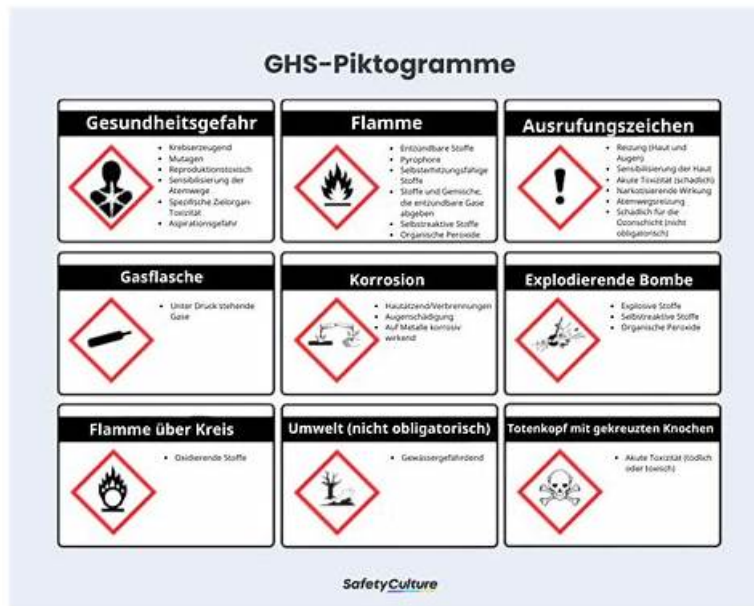 GHS-Piktogramme
Gesundheitsgefahr
Krebserzeugend
Mutagen
Reproduktionstoxisch
Sensibilisierung der
Atemwege
Spezifische Zielorgan-
Toxizität
Aspirationsgefahr
Flamme
Entzündbare Stoffe
Pyrophore
Selbsterhitzungsfähige
Stoffe
Stoffe und Gemische,
die entzündbare Gase
abgeben
Selbstreaktive Stoffe
Organische Peroxide
Ausrufungszeichen
Reizung (Haut und
Augen)
Sensibilisierung der Haut
Akute Toxizität (schädlich)
Narkotisierende Wirkung
Atemwegsreizung
Schädlich für die
Ozonschicht (nicht
obligatorisch)
Gasflasche
Unter Druck stehende
Gase
Korrosion
Hautätzend/Verbrennungen
Augenschädigung
Auf Metalle korrosiv
wirkend
Explodierende Bombe
Explosive Stoffe
Selbstreaktive Stoffe
Organische Peroxide
Flamme über Kreis
Oxidierende Stoffe
Umwelt (nicht obligatorisch)
Gewässergefährdend
Totenkopf mit gekreuzten Knochen
Akute Toxizität (tödlich
oder toxisch)
SafetyCulture